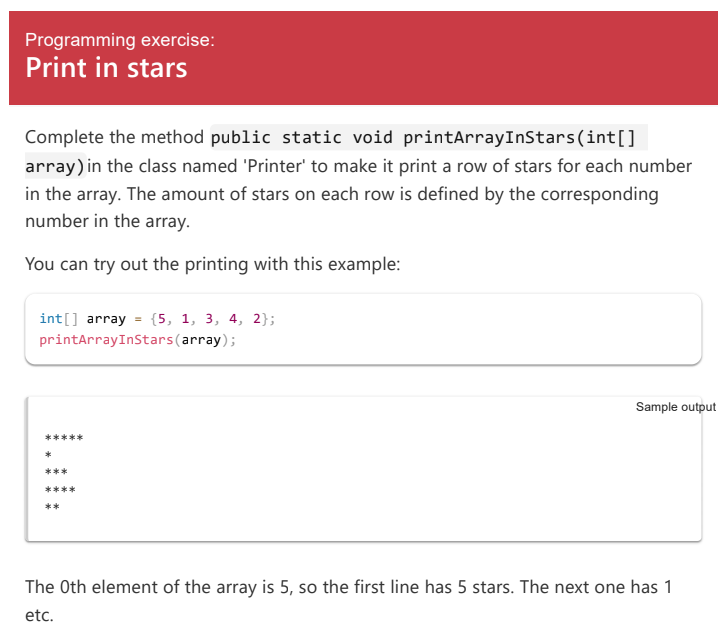 Programming exercise:
Print in stars
Complete the method public static void printArrayInStars(int[]
array)in the class named 'Printer' to make it print a row of stars for each number
in the array. The amount of stars on each row is defined by the corresponding
number in the array.
You can try out the printing with this example:
int[] array = {5, 1, 3, 4, 2};
printArrayInStars(array);
Sample output
*****
*
***
****
**
The 0th element of the array is 5, so the first line has 5 stars. The next one has 1
etc.